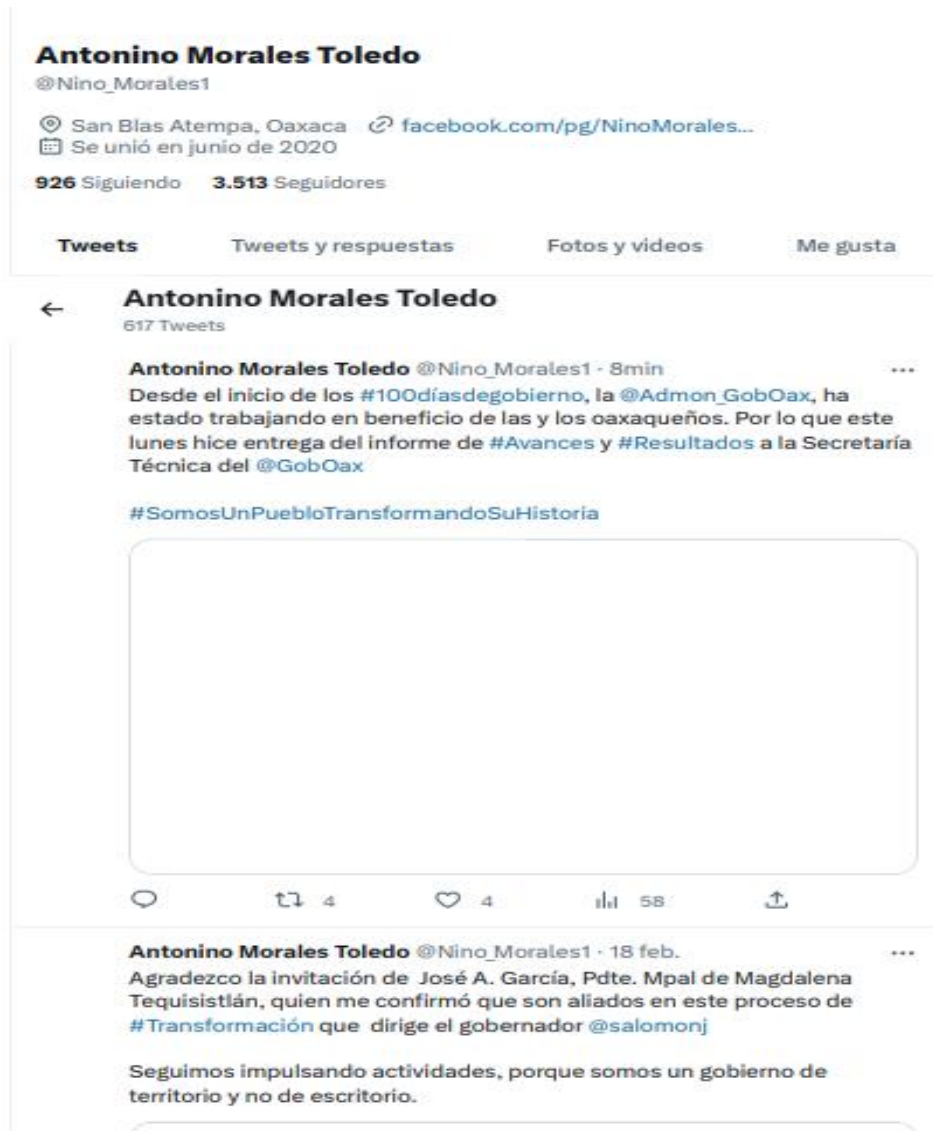 Antonino Morales Toledo
@Nino_Morales1
San Blas Atempa, Oaxaca facebook.com/pg/NinoMorales...
Se unió en junio de 2020
926 Siguiendo 3.513 Seguidores
Tweets Tweets y respuestas Fotos y videos Me gusta
Antonino Morales Toledo
617 Tweets
Antonino Morales Toledo @Nino_Morales1 · 8min
Desde el inicio de los #100díasdegobierno, la @Admon_GobOax, ha
estado trabajando en beneficio de las y los oaxaqueños. Por lo que este
lunes hice entrega del informe de #Avances y #Resultados a la Secretaría
Técnica del @GobOax
#SomosUnPuebloTransformandoSuHistoria
4 4 58
Antonino Morales Toledo @Nino_Morales1 · 18 feb.
Agradezco la invitación de José A. García, Pdte. Mpal de Magdalena
Tequisistlán, quien me confirmó que son aliados en este proceso de
#Transformación que dirige el gobernador @salomonj
Seguimos impulsando actividades, porque somos un gobierno de
territorio y no de escritorio.